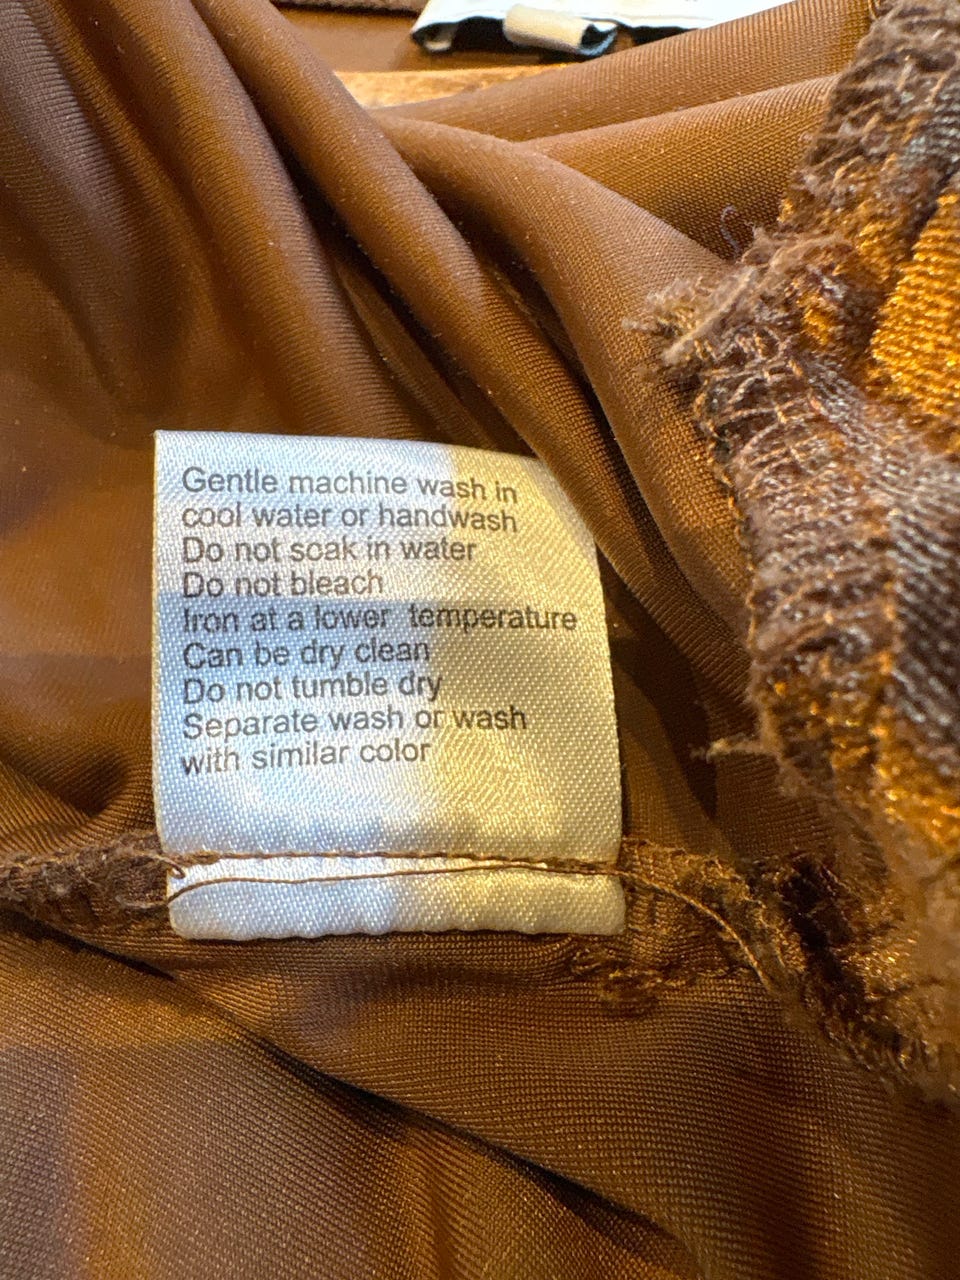 Gentle machine wash in
cool water or handwash
Do not soak in water
Do not bleach
Iron at a lower temperature
Can be dry clean
Do not tumble dry
Separate wash or wash
with similar color